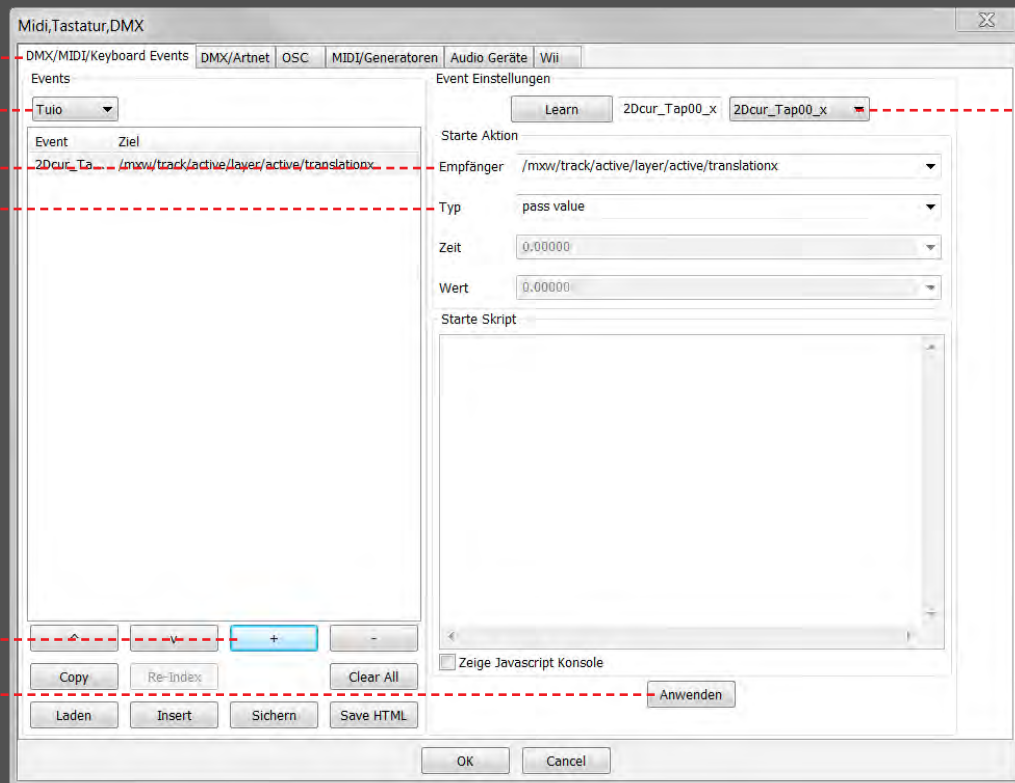 Midi,Tastatur,DMX
DMX/MIDI/Keyboard Events DMX/Artnet OSC MIDI/Generatoren Audio Geräte Wii
Events
Tuio
Event Ziel
2Dcur_Ta... /mxw/track/active/layer/active/translationx
^ v + -
Copy Re-Index Clear All
Laden Insert Sichern Save HTML
Event Einstellungen
Learn 2Dcur_Tap00_x 2Dcur_Tap00_x
Starte Aktion
Empfänger /mxw/track/active/layer/active/translationx
Typ pass value
Zeit 0.00000
Wert 0.00000
Starte Skript
Zeige Javascript Konsole
Anwenden
OK Cancel